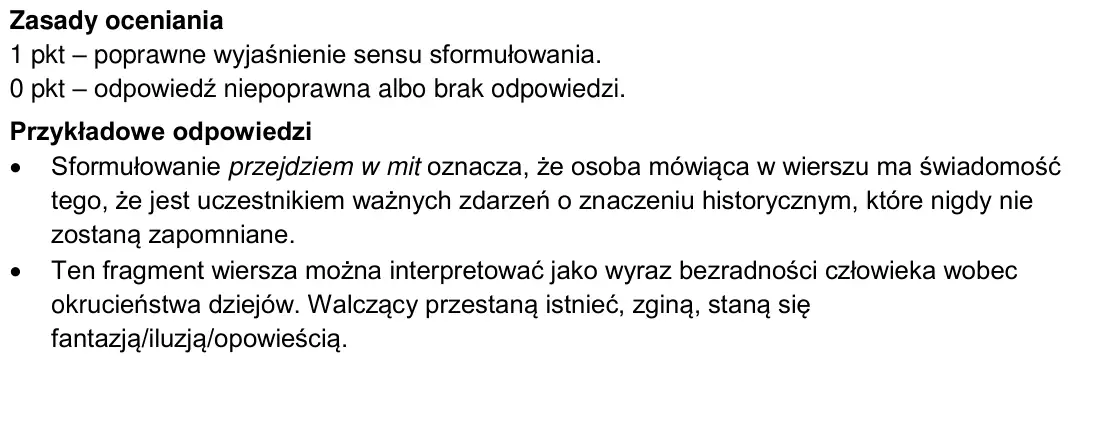 Zasady oceniania
1 pkt – poprawne wyjaśnienie sensu sformułowania.
0 pkt – odpowiedź niepoprawna albo brak odpowiedzi.
Przykładowe odpowiedzi
• Sformułowanie przejdziem w mit oznacza, że osoba mówiąca w wierszu ma świadomość
tego, że jest uczestnikiem ważnych zdarzeń o znaczeniu historycznym, które nigdy nie
zostaną zapomniane.
• Ten fragment wiersza można interpretować jako wyraz bezradności człowieka wobec
okrucieństwa dziejów. Walczący przestaną istnieć, zginą, staną się
fantazją/iluzją/opowieścią.